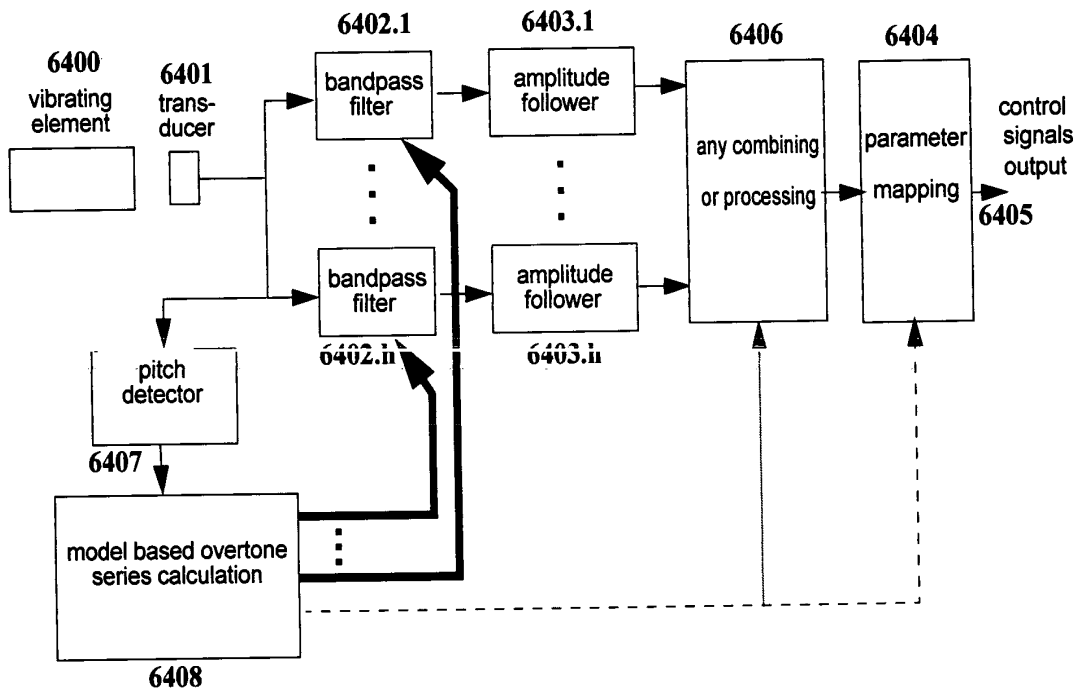 6400
vibrating
element
6401
trans-
ducer
6402.1
bandpass
filter
6403.1
amplitude
follower
6406
any combining
or processing
6404
parameter
mapping
control
signals
output
6405
bandpass
filter
6402.h
amplitude
follower
6403.h
pitch
detector
6407
model based overtone
series calculation
6408